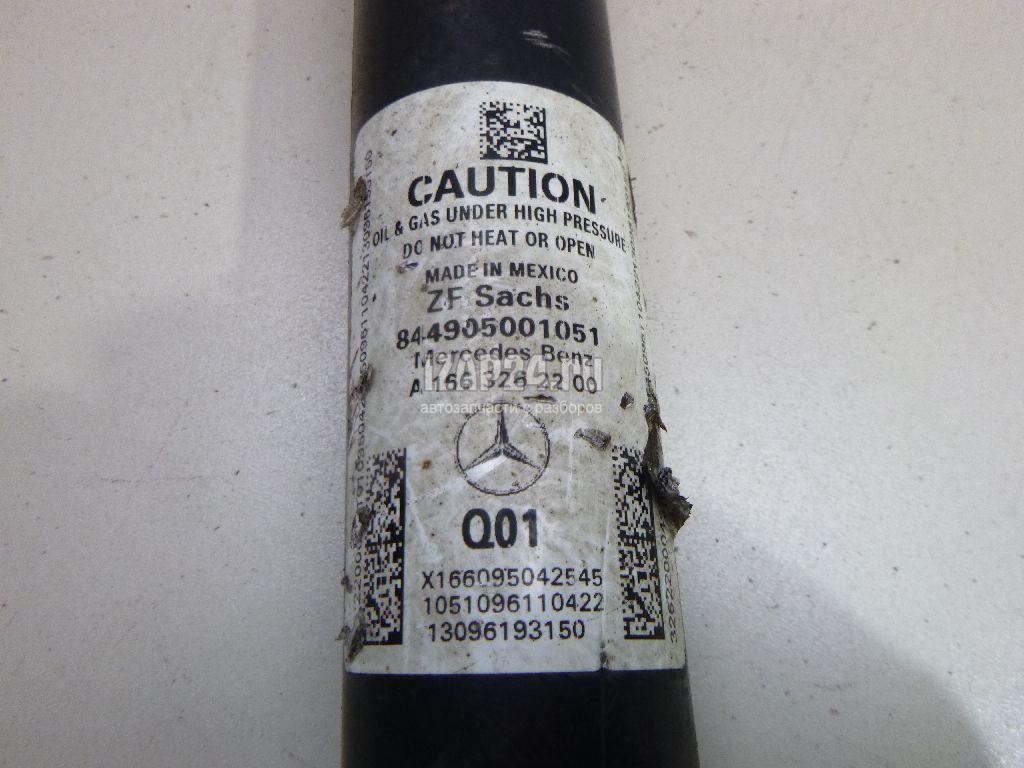 CAUTION
OIL & GAS UNDER HIGH PRESSURE
DO NOT HEAT OR OPEN
MADE IN MEXICO
ZF Sachs
844905001051
Mercedes Benz
A 166 326 22 00
IZAP24.ru
автозапчасти с разборов
Q01
X166095042545
1051096110422
13096193150